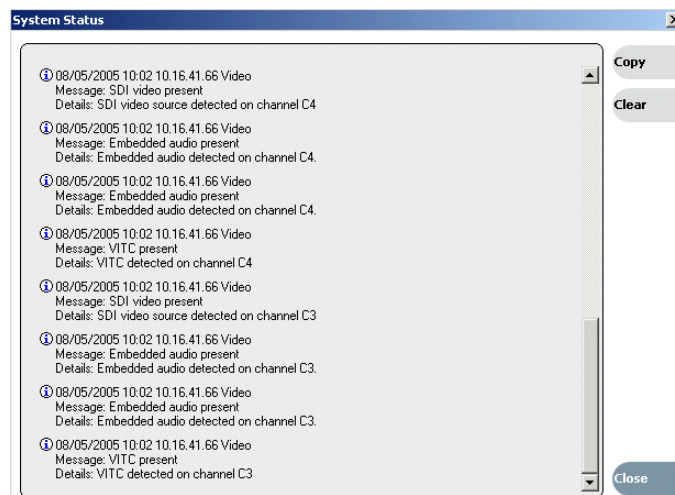 System Status
08/05/2005 10:02 10.16.41.66 Video
Message: SDI video present
Details: SDI video source detected on channel C4
08/05/2005 10:02 10.16.41.66 Video
Message: Embedded audio present
Details: Embedded audio detected on channel C4.
08/05/2005 10:02 10.16.41.66 Video
Message: Embedded audio present
Details: Embedded audio detected on channel C4.
08/05/2005 10:02 10.16.41.66 Video
Message: VITC present
Details: VITC detected on channel C4
08/05/2005 10:02 10.16.41.66 Video
Message: SDI video present
Details: SDI video source detected on channel C3
08/05/2005 10:02 10.16.41.66 Video
Message: Embedded audio present
Details: Embedded audio detected on channel C3.
08/05/2005 10:02 10.16.41.66 Video
Message: Embedded audio present
Details: Embedded audio detected on channel C3.
08/05/2005 10:02 10.16.41.66 Video
Message: VITC present
Details: VITC detected on channel C3
Copy
Clear
Close